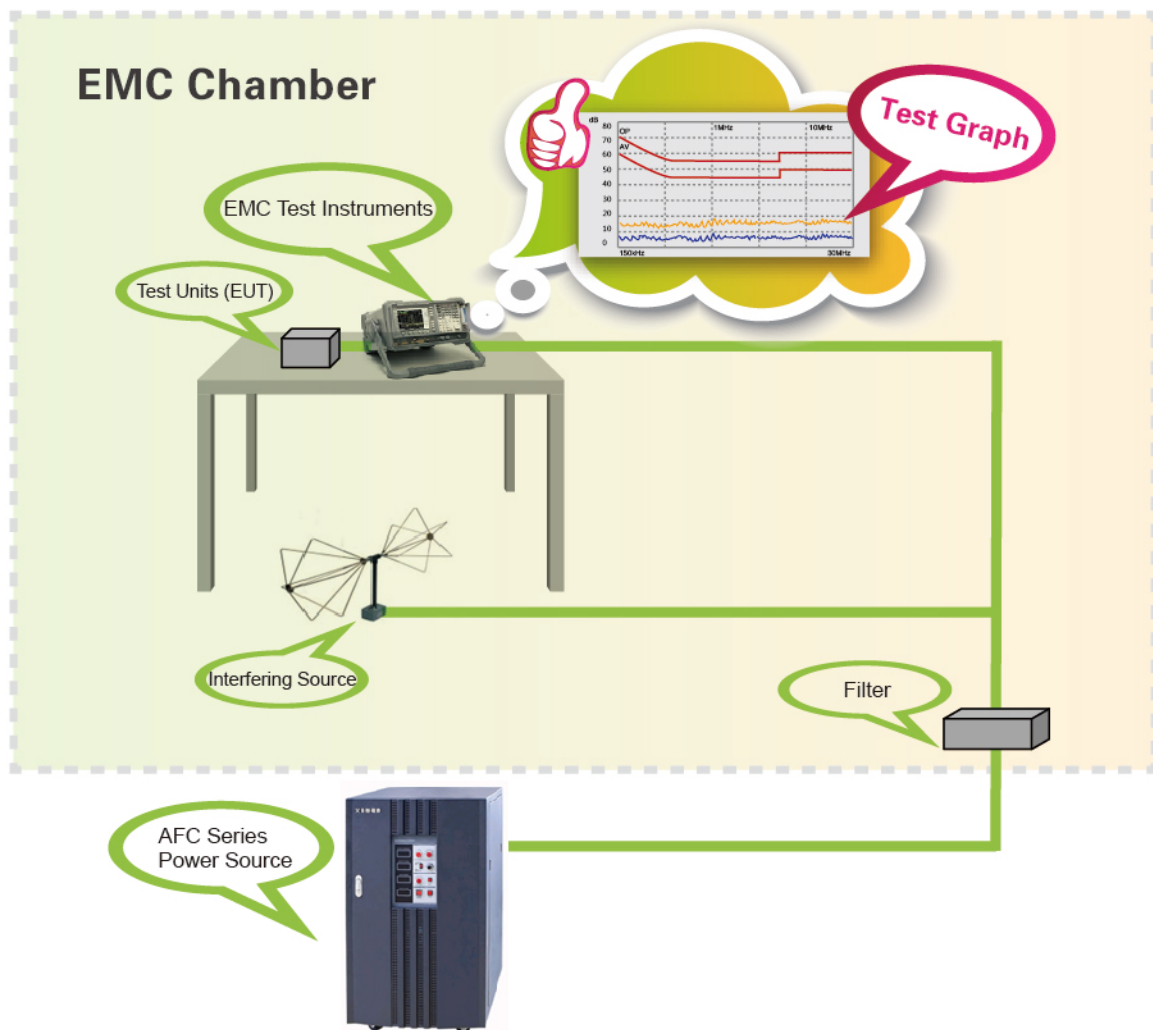 EMC Chamber
Test Graph
dB
80
70
60
50
40
30
20
10
0
QP
AV
1MHz
10MHz
150kHz
30MHz
EMC Test Instruments
Test Units (EUT)
Interfering Source
Filter
AFC Series
Power Source